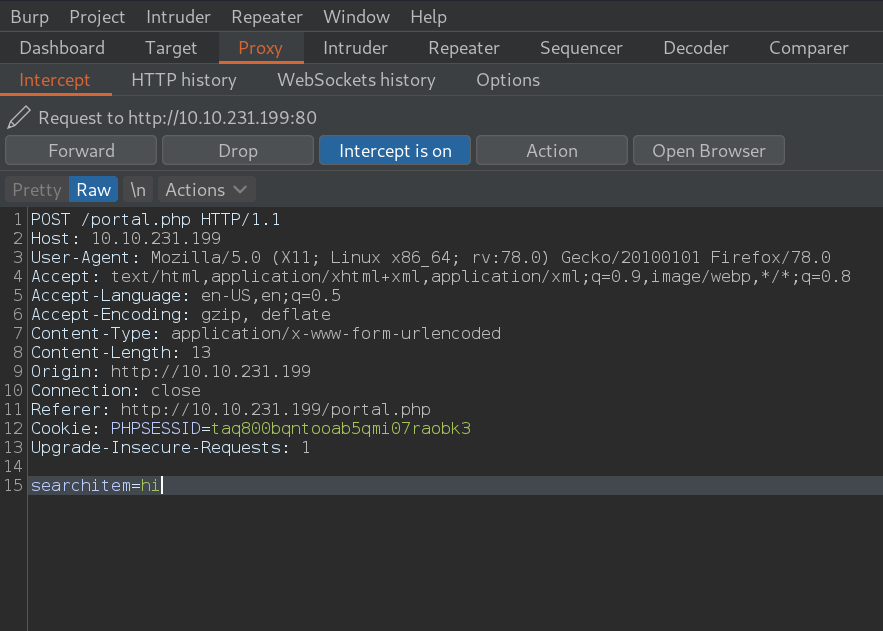 Burp Project Intruder Repeater Window Help
Dashboard Target Proxy Intruder Repeater Sequencer Decoder Comparer
Intercept HTTP history WebSockets history Options
Request to http://10.10.231.199:80
Forward Drop Intercept is on Action Open Browser
Pretty Raw \n Actions
1 POST /portal.php HTTP/1.1
2 Host: 10.10.231.199
3 User-Agent: Mozilla/5.0 (X11; Linux x86_64; rv:78.0) Gecko/20100101 Firefox/78.0
4 Accept: text/html,application/xhtml+xml,application/xml;q=0.9,image/webp,*/*;q=0.8
5 Accept-Language: en-US,en;q=0.5
6 Accept-Encoding: gzip, deflate
7 Content-Type: application/x-www-form-urlencoded
8 Content-Length: 13
9 Origin: http://10.10.231.199
10 Connection: close
11 Referer: http://10.10.231.199/portal.php
12 Cookie: PHPSESSID=taq800bqntooab5qmi07raobk3
13 Upgrade-Insecure-Requests: 1
14
15 searchitem=hi